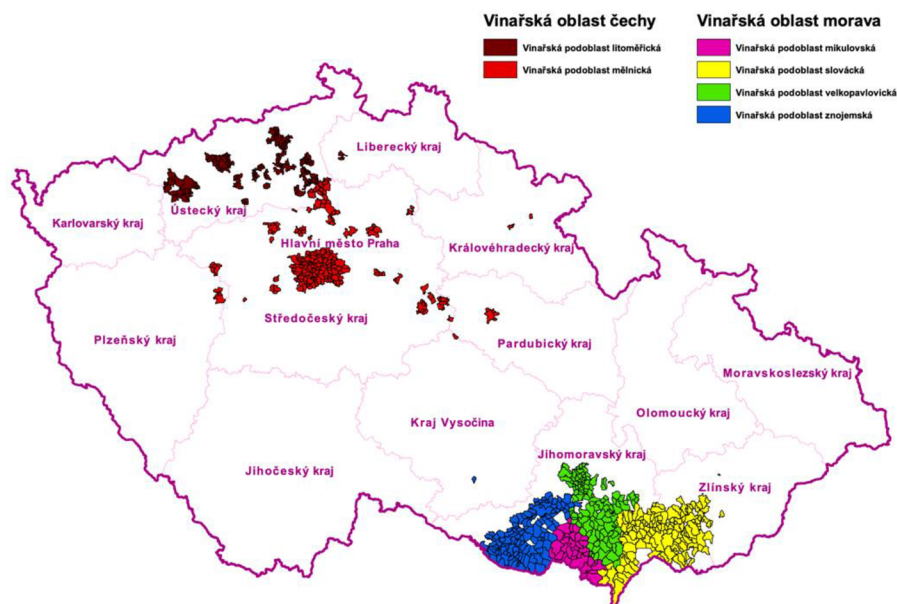 Vinařská oblast čechy
Vinařská podoblast litoměřická
Vinařská podoblast mělnická
Vinařská oblast morava
Vinařská podoblast mikulovská
Vinařská podoblast slovácká
Vinařská podoblast velkopavlovická
Vinařská podoblast znojemská
Liberecký kraj
Karlovarský kraj
Ústecký kraj
Hlavní město Praha
Královéhradecký kraj
Středočeský kraj
Plzeňský kraj
Pardubický kraj
Moravskoslezský kraj
Olomoucký kraj
Kraj Vysočina
Jihomoravský kraj
Jihočeský kraj
Zlínský kraj